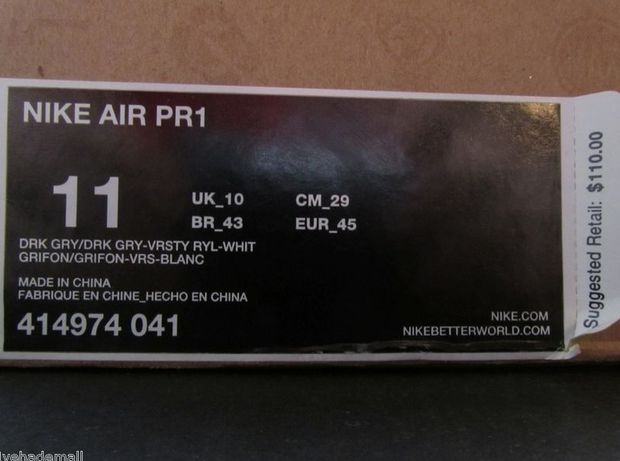 NIKE AIR PR1
11
UK_10 CM_29
BR_43 EUR_45
DRK GRY/DRK GRY-VRSTY RYL-WHIT
GRIFON/GRIFON-VRS-BLANC
MADE IN CHINA
FABRIQUE EN CHINE_HECHO EN CHINA
414974 041
NIKE.COM
NIKEBETTERWORLD.COM
Suggested Retail: $110.00